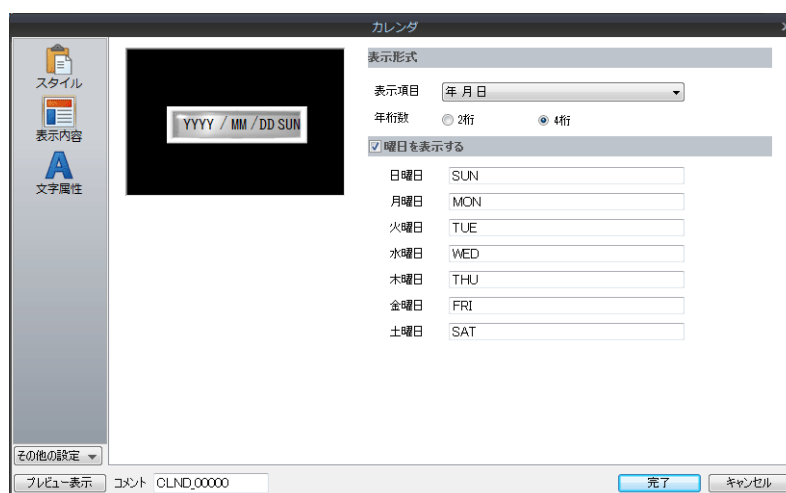 カレンダ
スタイル
表示内容
文字属性
YYYY / MM / DD SUN
表示形式
表示項目 年 月 日
年桁数 2桁 4桁
曜日を表示する
日曜日 SUN
月曜日 MON
火曜日 TUE
水曜日 WED
木曜日 THU
金曜日 FRI
土曜日 SAT
その他の設定
プレビュー表示 コメント CLND_00000 完了 キャンセル